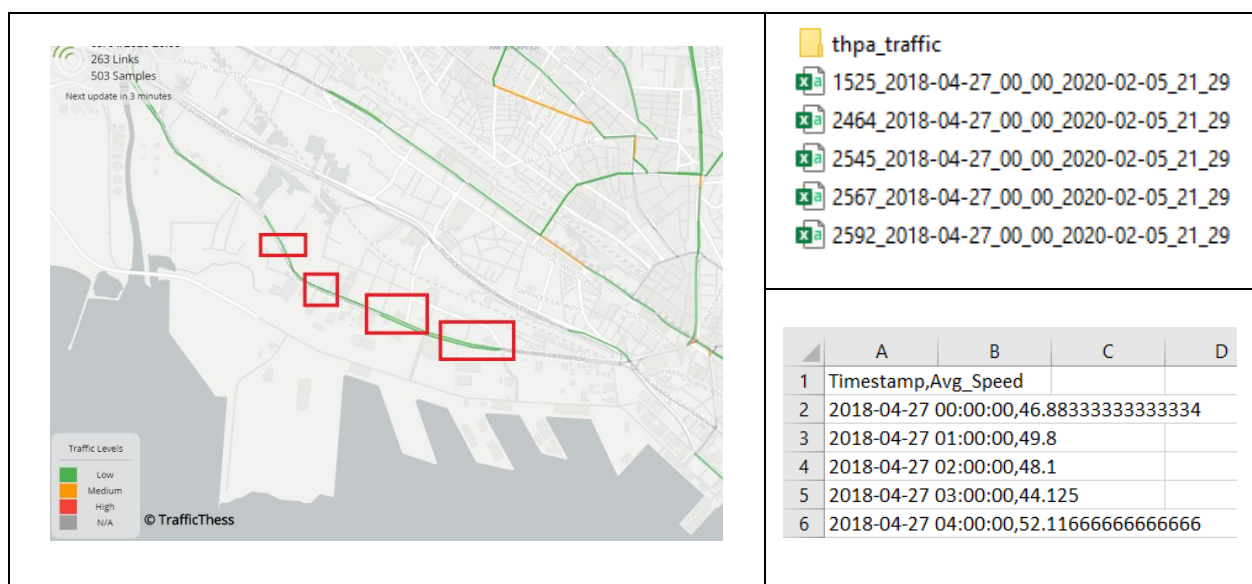 263 Links
503 Samples
Next update in 3 minutes
Traffic Levels
Low
Medium
High
N/A
© TrafficThess
thpa_traffic
1525_2018-04-27_00_00_2020-02-05_21_29
2464_2018-04-27_00_00_2020-02-05_21_29
2545_2018-04-27_00_00_2020-02-05_21_29
2567_2018-04-27_00_00_2020-02-05_21_29
2592_2018-04-27_00_00_2020-02-05_21_29
A B C D
1 Timestamp,Avg_Speed
2 2018-04-27 00:00:00,46.88333333333334
3 2018-04-27 01:00:00,49.8
4 2018-04-27 02:00:00,48.1
5 2018-04-27 03:00:00,44.125
6 2018-04-27 04:00:00,52.11666666666666